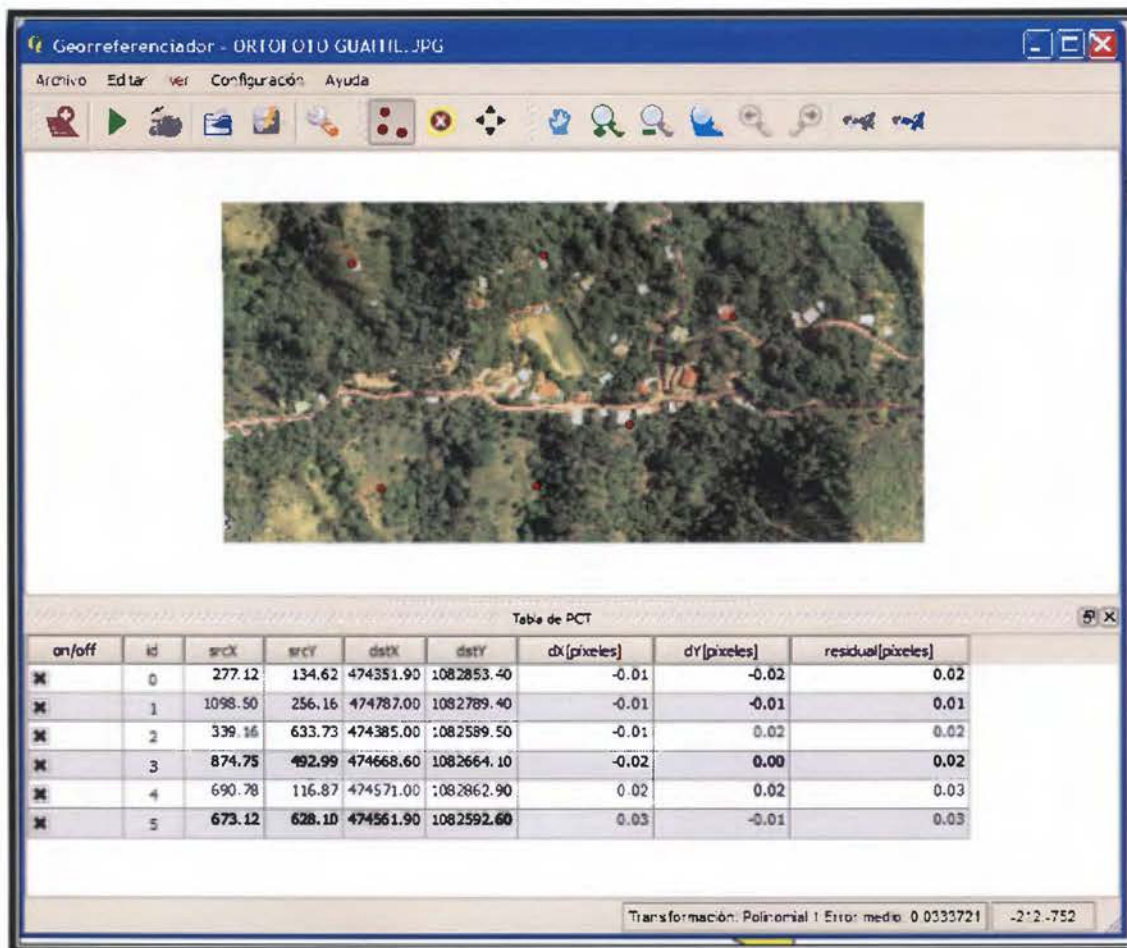 Georreferenciador - ORTOFOTO GUAITIL.JPG
Archivo Editar Ver Configuración Ayuda
Tabla de PCT
on/off id srcX srcY dstX dstY dX[pixeles] dY[pixeles] residual[pixeles]
0 277.12 134.62 474351.90 1082853.40 -0.01 -0.02 0.02
1 1098.50 256.16 474787.00 1082789.40 -0.01 -0.01 0.01
2 339.16 633.73 474385.00 1082589.50 -0.01 0.02 0.02
3 874.75 492.99 474668.60 1082664.10 -0.02 0.00 0.02
4 690.78 116.87 474571.00 1082862.90 0.02 0.02 0.03
5 673.12 628.10 474561.90 1082592.60 0.03 -0.01 0.03
Transformación: Polinomial 1 Error medio: 0.0333721 -212,-752